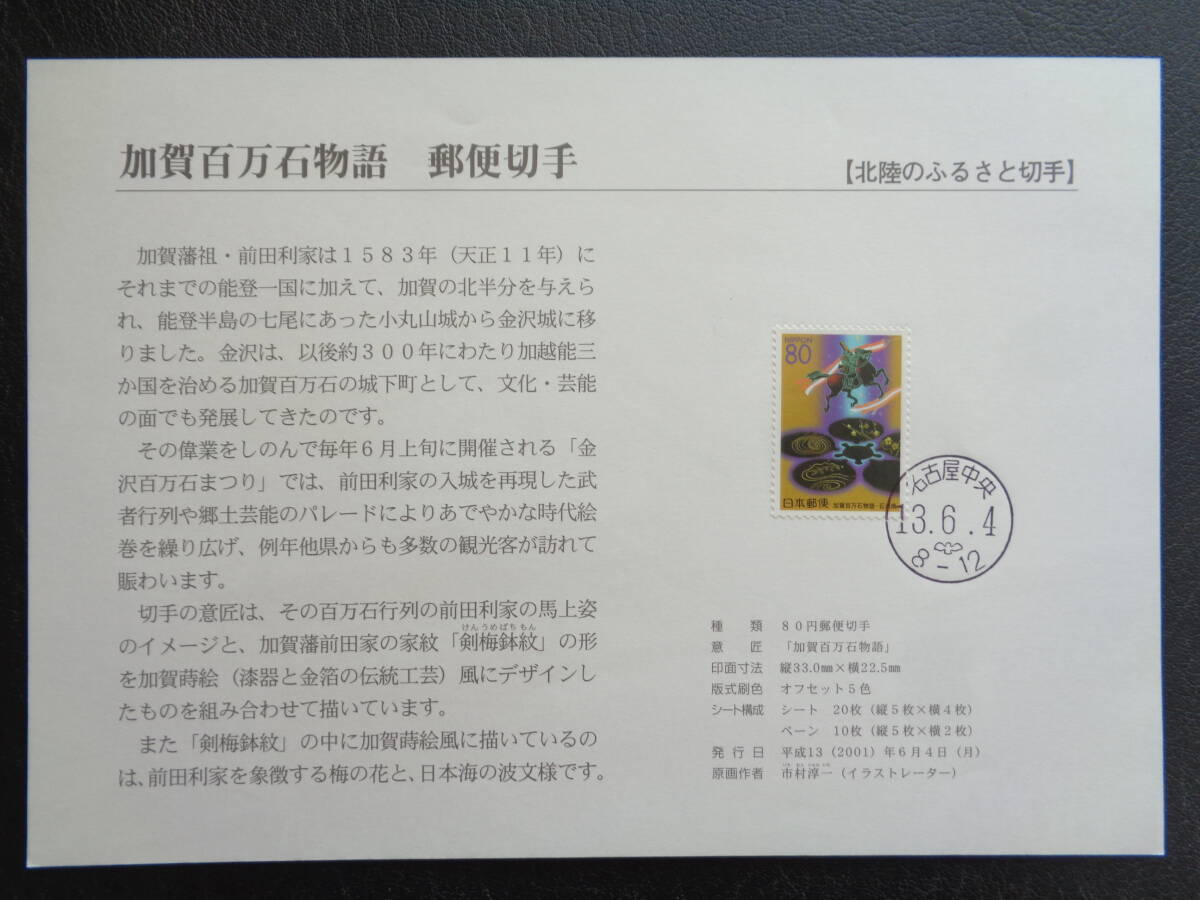 加賀百万石物語　郵便切手
【北陸のふるさと切手】
加賀藩祖・前田利家は１５８３年（天正１１年）に
それまでの能登一国に加えて、加賀の北半分を与えら
れ、能登半島の七尾にあった小丸山城から金沢城に移
りました。金沢は、以後約３００年にわたり加越能三
か国を治める加賀百万石の城下町として、文化・芸能
の面でも発展してきたのです。
その偉業をしのんで毎年６月上旬に開催される「金
沢百万石まつり」では、前田利家の入城を再現した武
者行列や郷土芸能のパレードによりあでやかな時代絵
巻を繰り広げ、例年他県からも多数の観光客が訪れて
賑わいます。
切手の意匠は、その百万石行列の前田利家の馬上姿
けんうめばちもん
のイメージと、加賀藩前田家の家紋「剣梅鉢紋」の形
を加賀蒔絵（漆器と金箔の伝統工芸）風にデザインし
たものを組み合わせて描いています。
また「剣梅鉢紋」の中に加賀蒔絵風に描いているの
は、前田利家を象徴する梅の花と、日本海の波文様です。
NIPPON
80
日本郵便 加賀百万石物語
名古屋中央
13.6.4
8-12
種　類　８０円郵便切手
意　匠　「加賀百万石物語」
印面寸法　縦33.0㎜×横22.5㎜
版式刷色　オフセット５色
シート構成　シート　20枚（縦５枚×横４枚）
ペーン　10枚（縦５枚×横２枚）
発行日　平成13（2001）年６月４日（月）
原画作者　市村淳一（イラストレーター）